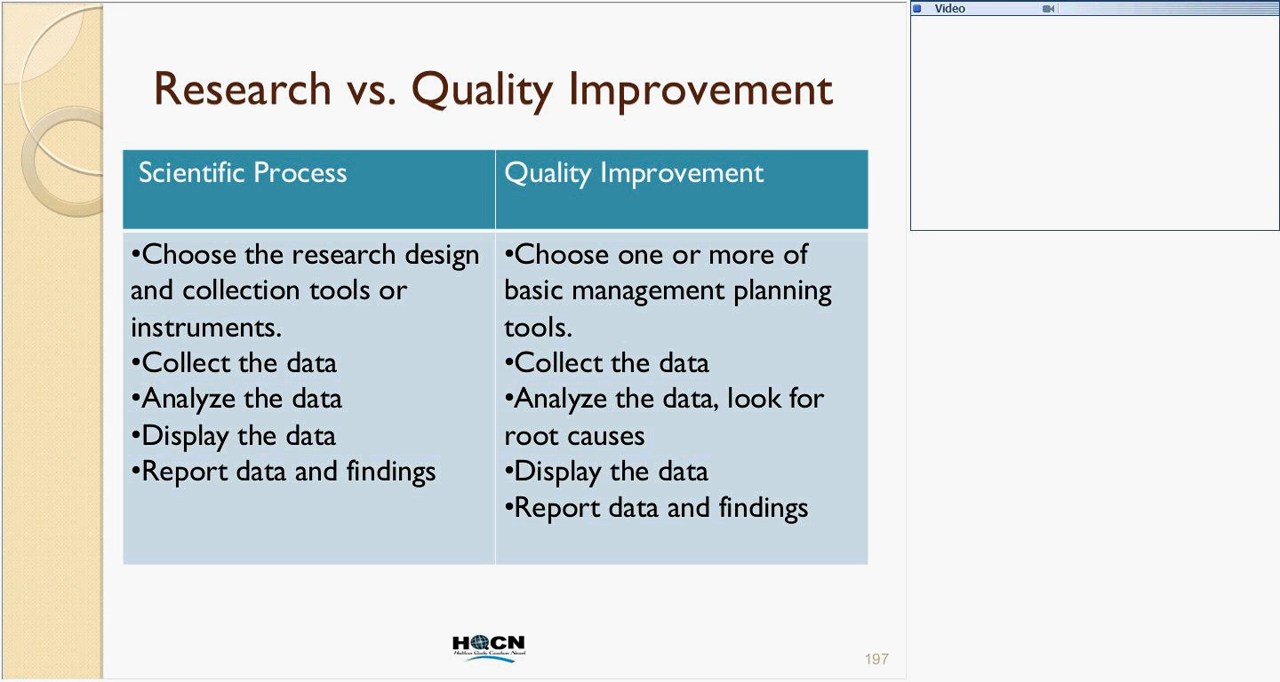 Video
Research vs. Quality Improvement
Scientific Process
Quality Improvement
•Choose the research design
and collection tools or
instruments.
•Collect the data
•Analyze the data
•Display the data
•Report data and findings
•Choose one or more of
basic management planning
tools.
•Collect the data
•Analyze the data, look for
root causes
•Display the data
•Report data and findings
HQCN
197